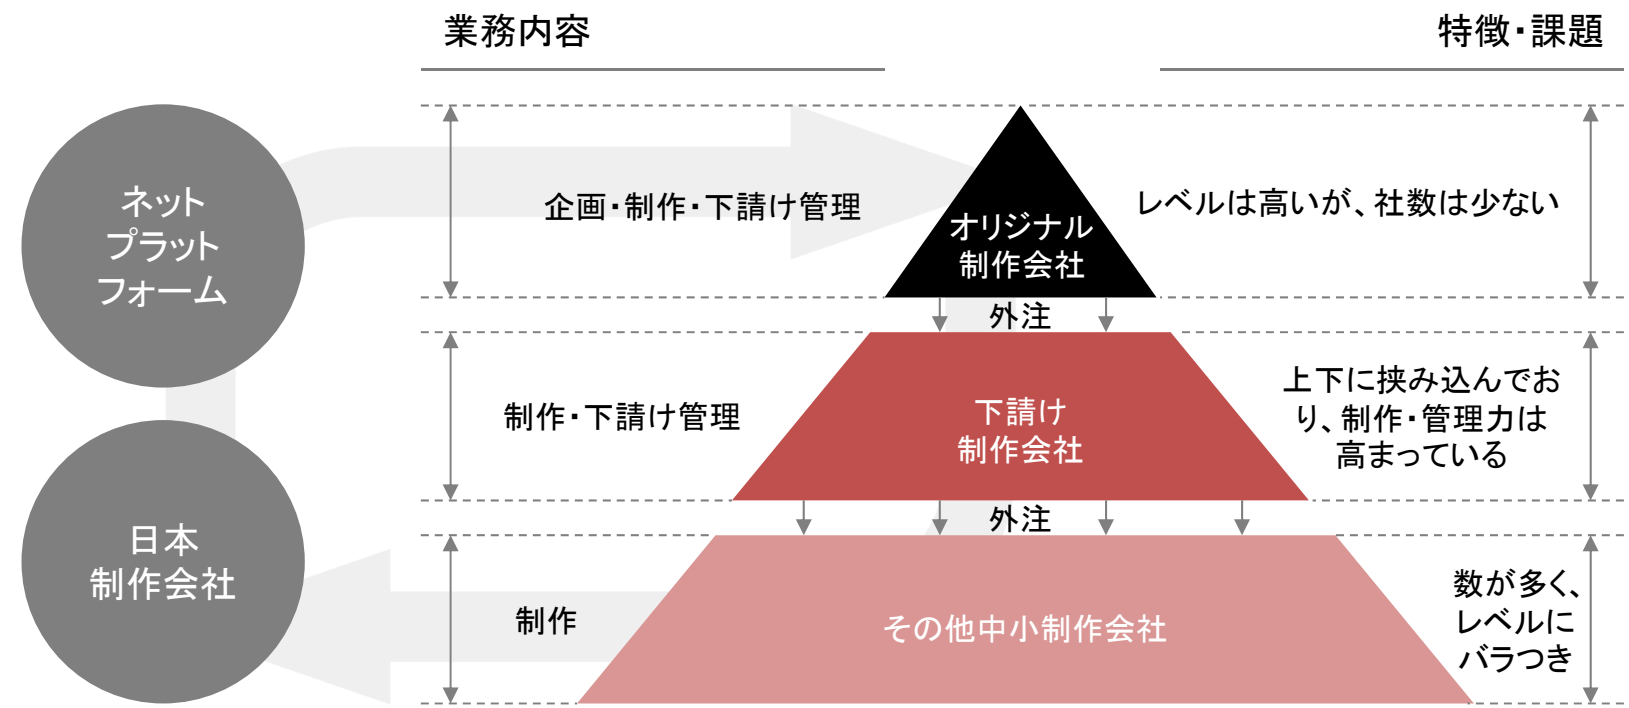 業務内容
特徴・課題
ネット
プラット
フォーム
企画・制作・下請け管理
オリジナル
制作会社
レベルは高いが、社数は少ない
外注
制作・下請け管理
下請け
制作会社
上下に挟み込んでお
り、制作・管理力は
高まっている
外注
日本
制作会社
制作
その他中小制作会社
数が多く、
レベルに
バラつき